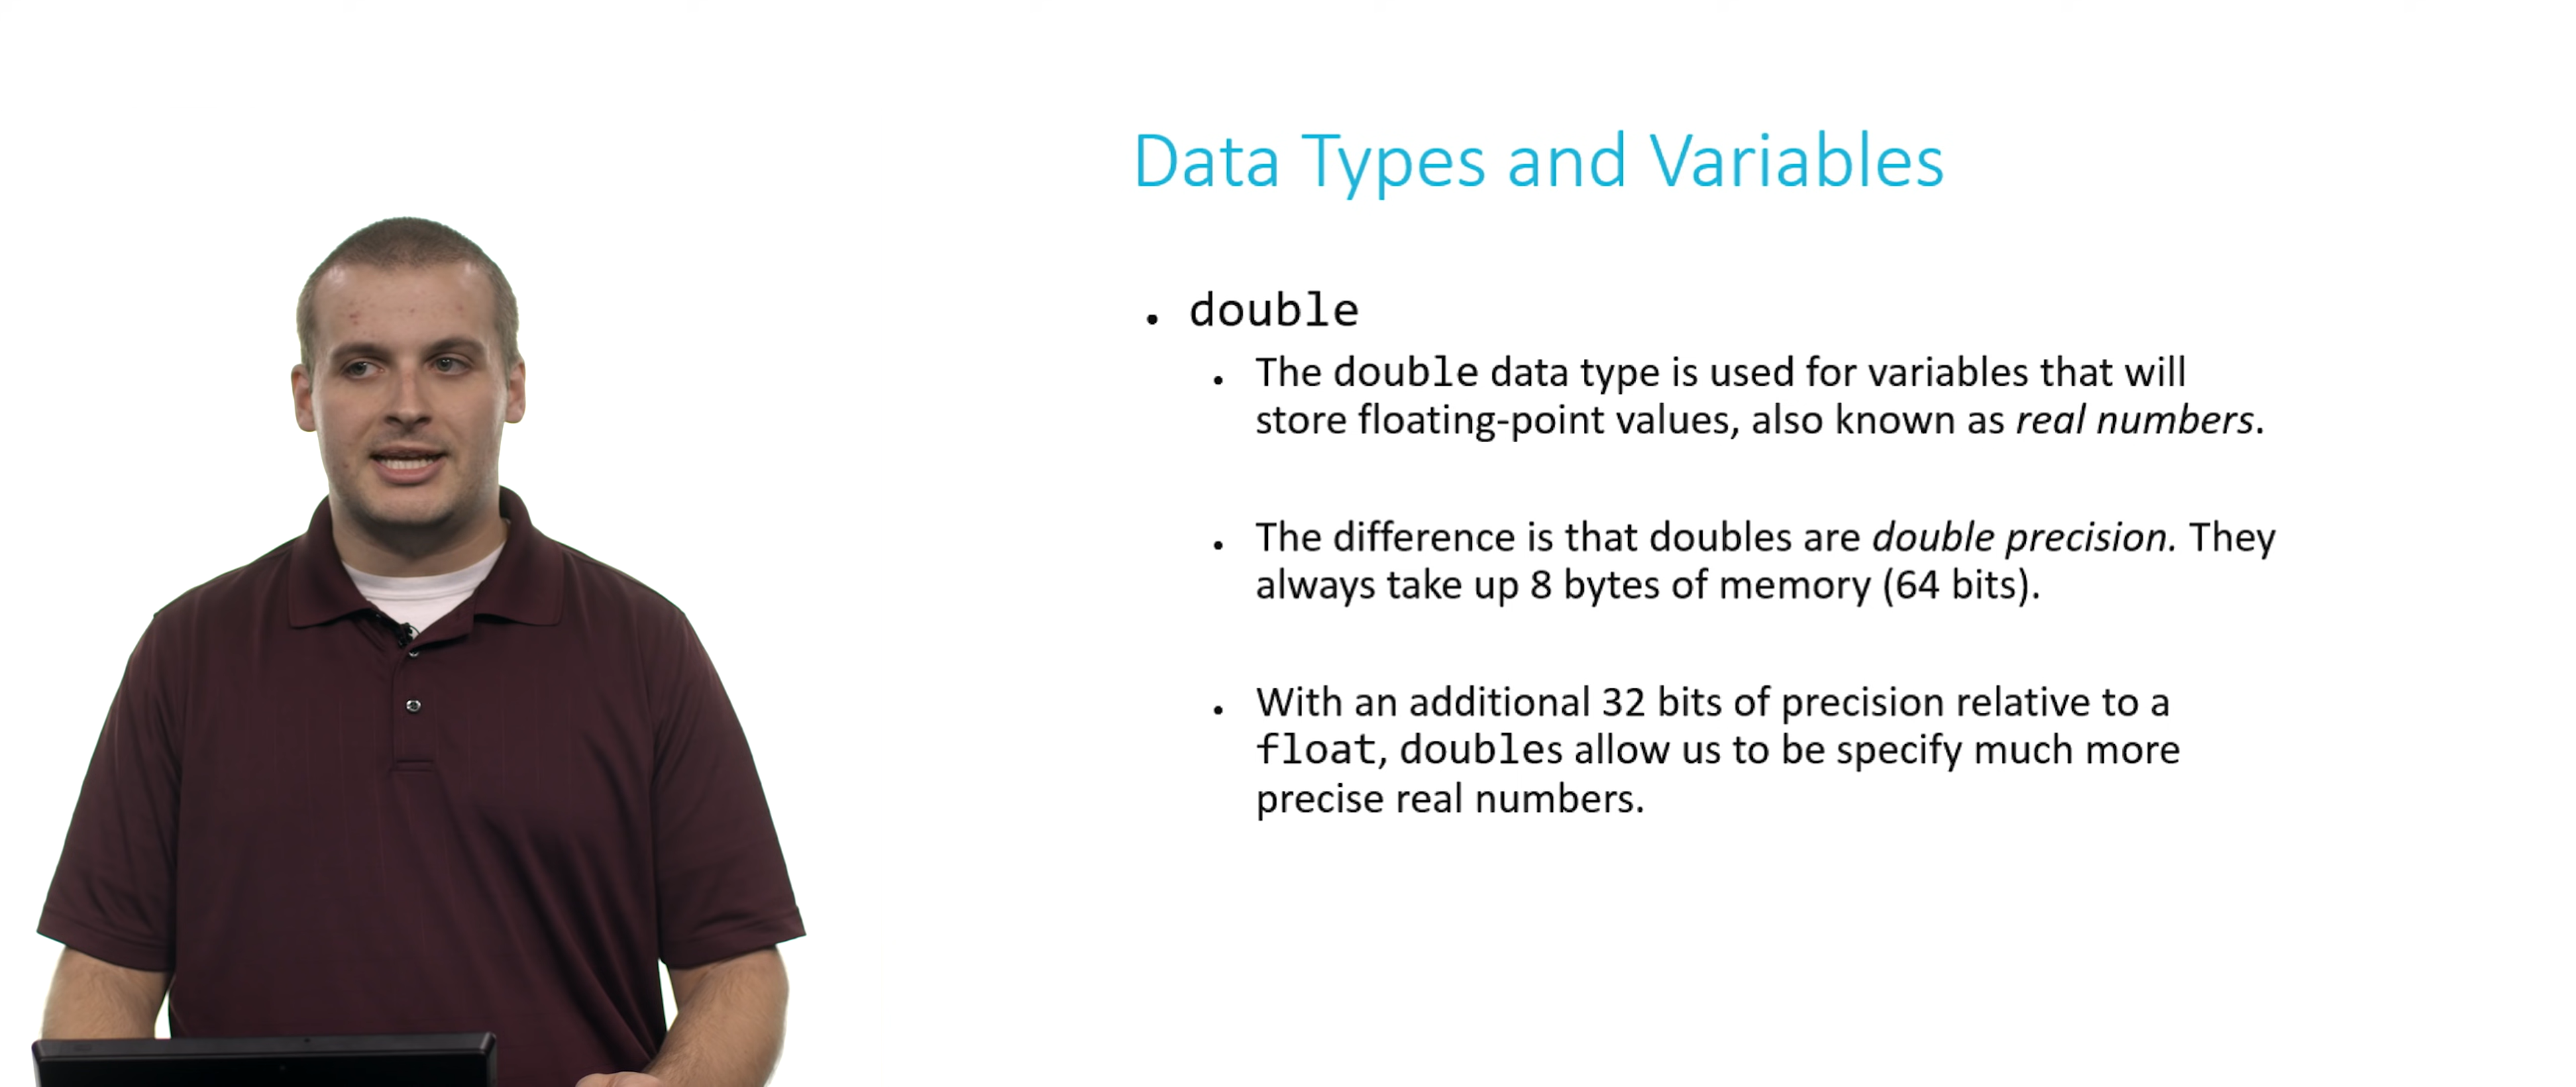 Data Types and Variables
• double
• The double data type is used for variables that will
store floating-point values, also known as real numbers.
• The difference is that doubles are double precision. They
always take up 8 bytes of memory (64 bits).
• With an additional 32 bits of precision relative to a
float, doubles allow us to be specify much more
precise real numbers.